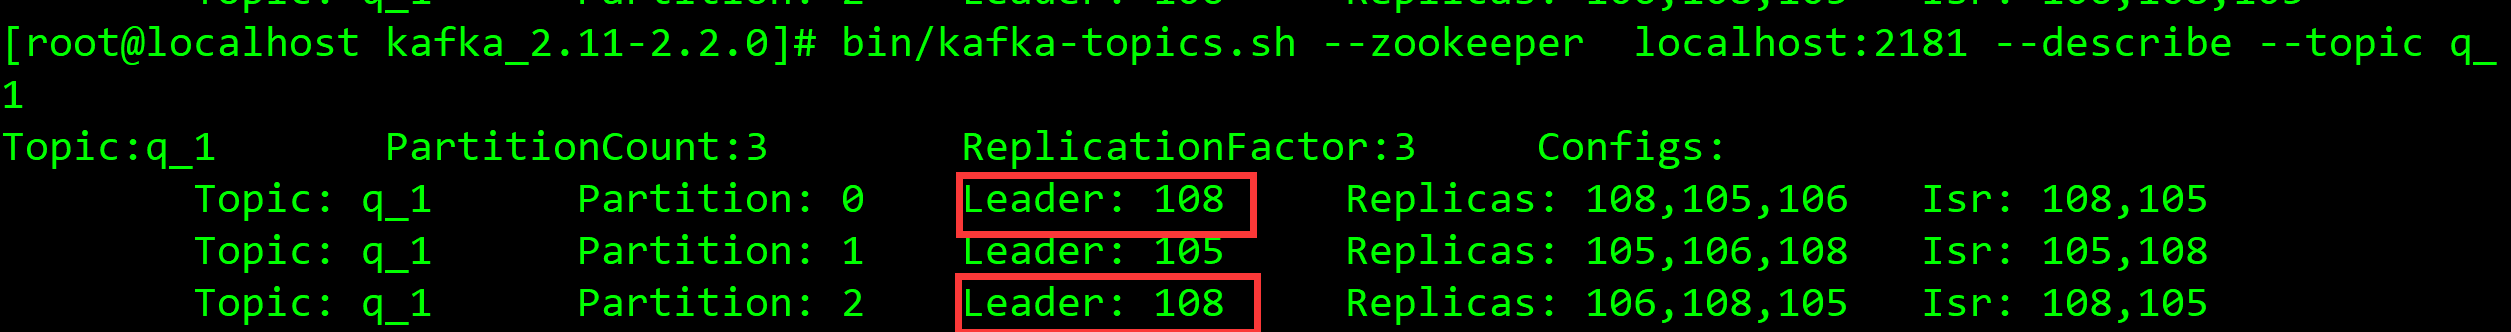 [root@localhost kafka_2.11-2.2.0]# bin/kafka-topics.sh --zookeeper  localhost:2181 --describe --topic q_
1
Topic:q_1	PartitionCount:3	ReplicationFactor:3	Configs:
	Topic: q_1	Partition: 0	Leader: 108	Replicas: 108,105,106	Isr: 108,105
	Topic: q_1	Partition: 1	Leader: 105	Replicas: 105,106,108	Isr: 105,108
	Topic: q_1	Partition: 2	Leader: 108	Replicas: 106,108,105	Isr: 108,105